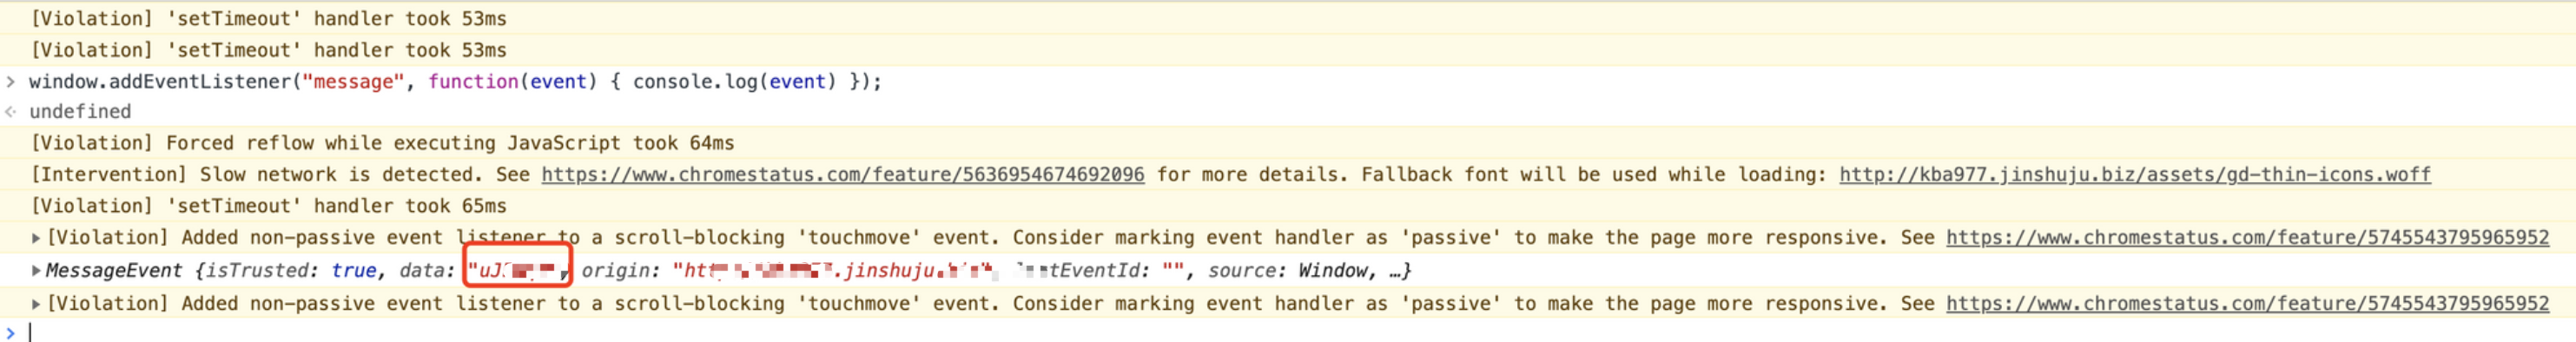 [Violation] 'setTimeout' handler took 53ms
[Violation] 'setTimeout' handler took 53ms
> window.addEventListener("message", function(event) { console.log(event) });
undefined
[Violation] Forced reflow while executing JavaScript took 64ms
[Intervention] Slow network is detected. See https://www.chromestatus.com/feature/5636954674692096 for more details. Fallback font will be used while loading: http://kba977.jinshuju.biz/assets/gd-thin-icons.woff
[Violation] 'setTimeout' handler took 65ms
[Violation] Added non-passive event listener to a scroll-blocking 'touchmove' event. Consider marking event handler as 'passive' to make the page more responsive. See https://www.chromestatus.com/feature/5745543795965952
MessageEvent {isTrusted: true, data: "uJ , origin: "htt .jinshuju. tEventId: "", source: Window, …}
[Violation] Added non-passive event listener to a scroll-blocking 'touchmove' event. Consider marking event handler as 'passive' to make the page more responsive. See https://www.chromestatus.com/feature/5745543795965952
>